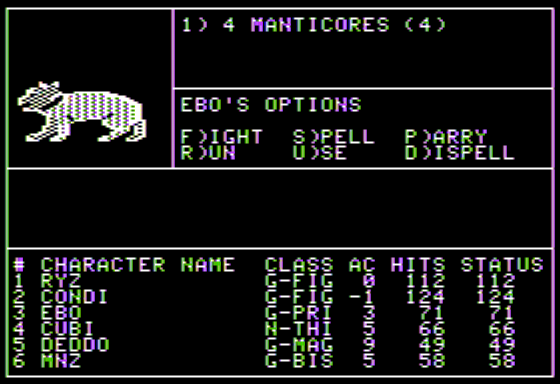 1) 4 MANTICORES (4)
EBO'S OPTIONS
F)IGHT S)PELL P)ARRY
R)UN U)SE D)ISPELL
# CHARACTER NAME CLASS AC HITS STATUS
1 RYZ G-FIG 0 112 112
2 CONDI G-FIG -1 124 124
3 EBO G-PRI 3 71 71
4 CUBI N-THI 5 66 66
5 DEDDO G-MAG 9 49 49
6 MNZ G-BIS 5 58 58